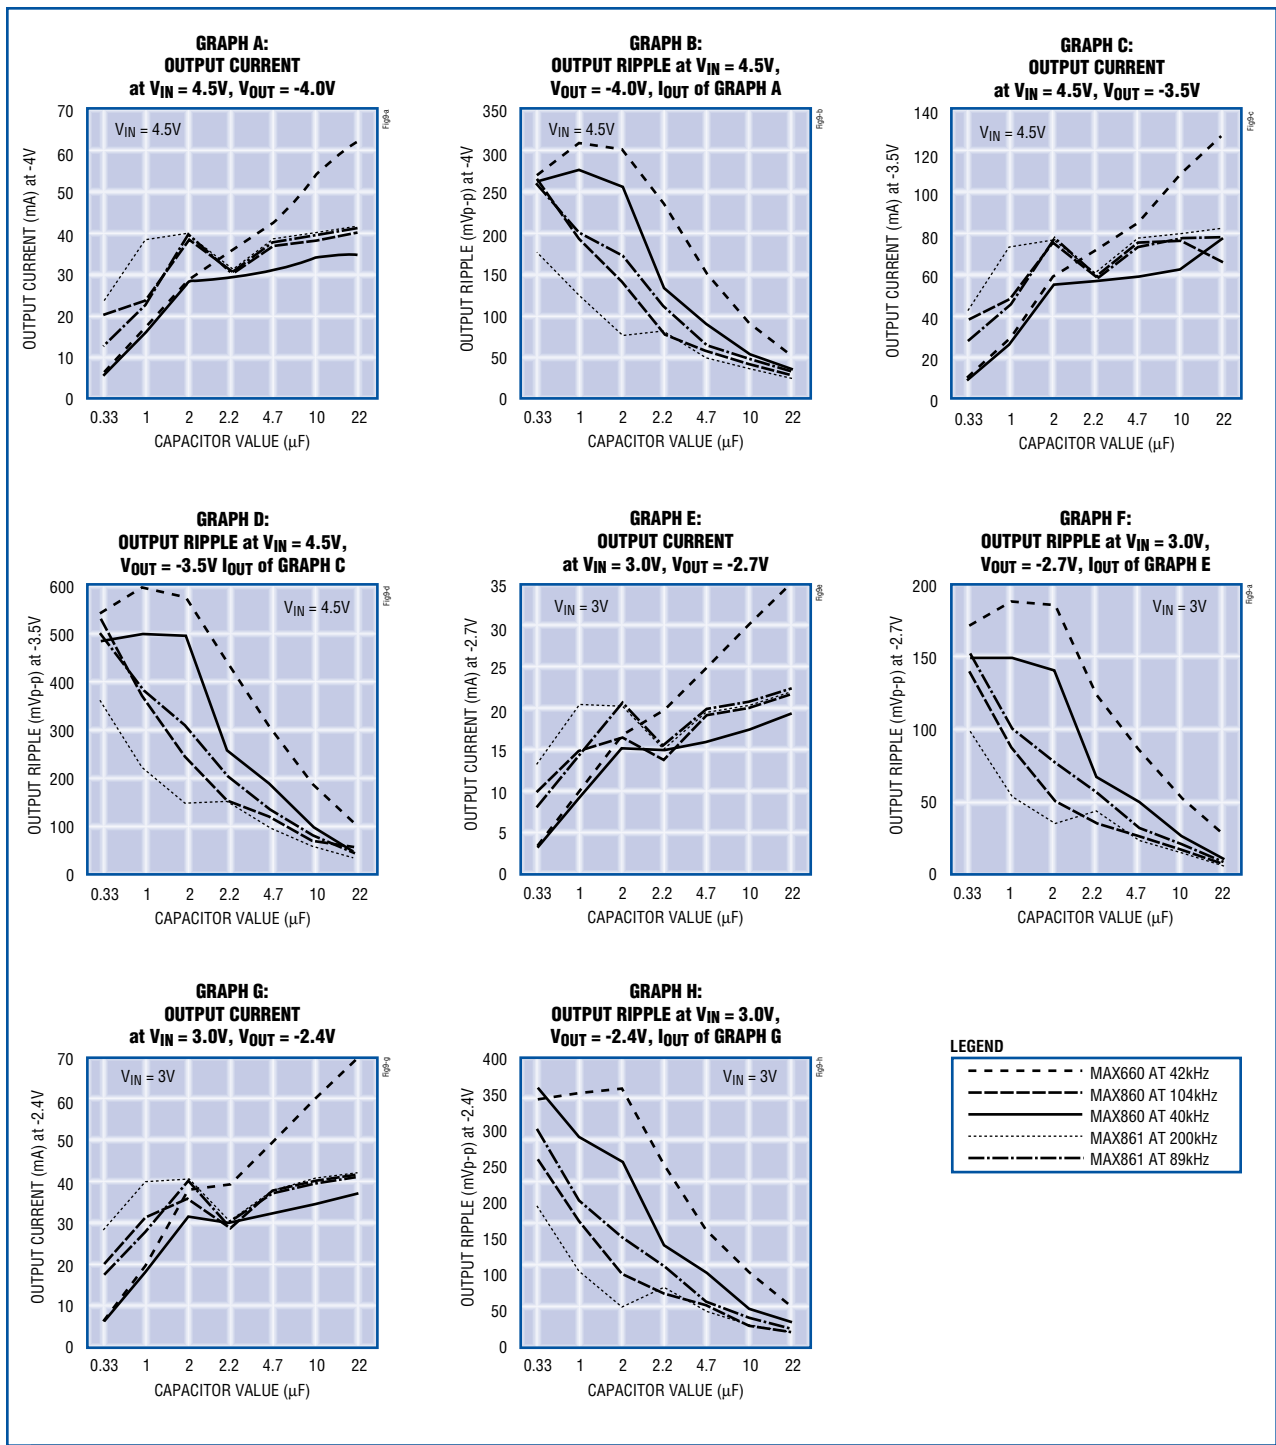 GRAPH A:
OUTPUT CURRENT
at VIN = 4.5V, VOUT = -4.0V
Fig9-a
VIN = 4.5V
OUTPUT CURRENT (mA) at -4V
70
60
50
40
30
20
10
0
0.33 1 2 2.2 4.7 10 22
CAPACITOR VALUE (µF)
GRAPH B:
OUTPUT RIPPLE at VIN = 4.5V,
VOUT = -4.0V, IOUT of GRAPH A
Fig9-b
VIN = 4.5V
OUTPUT RIPPLE (mVp-p) at -4V
350
300
250
200
150
100
50
0
0.33 1 2 2.2 4.7 10 22
CAPACITOR VALUE (µF)
GRAPH C:
OUTPUT CURRENT
at VIN = 4.5V, VOUT = -3.5V
Fig9-c
VIN = 4.5V
OUTPUT CURRENT (mA) at -3.5V
140
120
100
80
60
40
20
0
0.33 1 2 2.2 4.7 10 22
CAPACITOR VALUE (µF)
GRAPH D:
OUTPUT RIPPLE at VIN = 4.5V,
VOUT = -3.5V IOUT of GRAPH C
Fig9-d
VIN = 4.5V
OUTPUT RIPPLE (mVp-p) at -3.5V
600
500
400
300
200
100
0
0.33 1 2 2.2 4.7 10 22
CAPACITOR VALUE (µF)
GRAPH E:
OUTPUT CURRENT
at VIN = 3.0V, VOUT = -2.7V
Fig9e
VIN = 3V
OUTPUT CURRENT (mA) at -2.7V
35
30
25
20
15
10
5
0
0.33 1 2 2.2 4.7 10 22
CAPACITOR VALUE (µF)
GRAPH F:
OUTPUT RIPPLE at VIN = 3.0V,
VOUT = -2.7V, IOUT of GRAPH E
Fig9-a
VIN = 3V
OUTPUT RIPPLE (mVp-p) at -2.7V
200
150
100
50
0
0.33 1 2 2.2 4.7 10 22
CAPACITOR VALUE (µF)
GRAPH G:
OUTPUT CURRENT
at VIN = 3.0V, VOUT = -2.4V
Fig9-g
VIN = 3V
OUTPUT CURRENT (mA) at -2.4V
70
60
50
40
30
20
10
0
0.33 1 2 2.2 4.7 10 22
CAPACITOR VALUE (µF)
GRAPH H:
OUTPUT RIPPLE at VIN = 3.0V,
VOUT = -2.4V, IOUT of GRAPH G
Fig9-h
VIN = 3V
OUTPUT RIPPLE (mVp-p) at -2.4V
400
350
300
250
200
150
100
50
0
0.33 1 2 2.2 4.7 10 22
CAPACITOR VALUE (µF)
LEGEND
MAX660 AT 42kHz
MAX860 AT 104kHz
MAX860 AT 40kHz
MAX861 AT 200kHz
MAX861 AT 89kHz